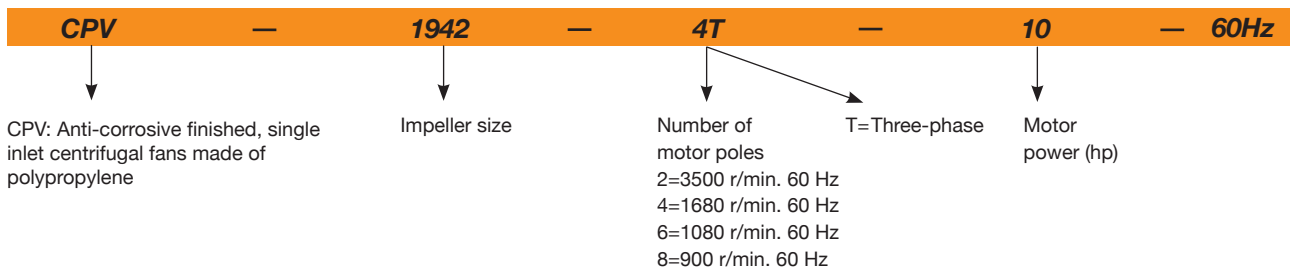 CPV — 1942 — 4T — 10 — 60Hz
CPV: Anti-corrosive finished, single
inlet centrifugal fans made of
polypropylene
Impeller size
Number of
motor poles
2=3500 r/min. 60 Hz
4=1680 r/min. 60 Hz
6=1080 r/min. 60 Hz
8=900 r/min. 60 Hz
T=Three-phase
Motor
power (hp)